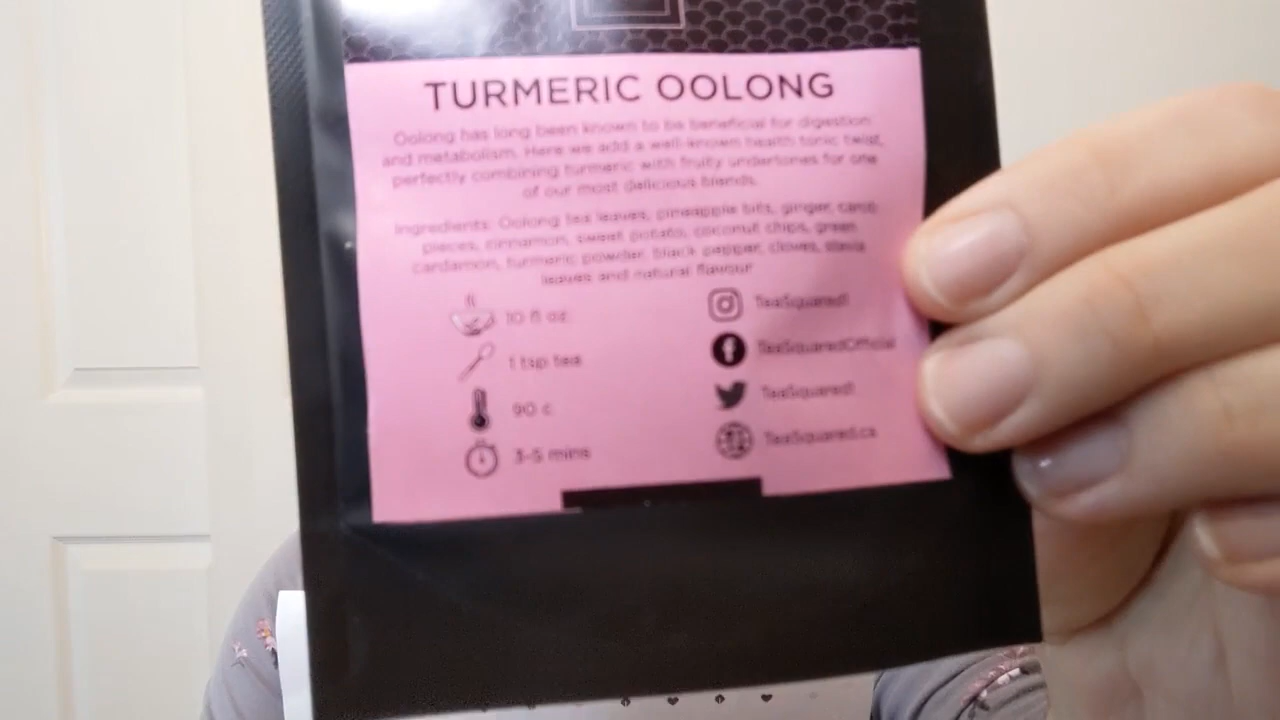 TURMERIC OOLONG
Oolong has long been known to be beneficial for digestion
and metabolism. Here we add a well-known health tonic twist,
perfectly combining turmeric with fruity undertones for one
of our most delicious blends.
Ingredients: Oolong tea leaves, pineapple bits, ginger, carob
pieces, cinnamon, sweet potato, coconut chips, green
cardamon, turmeric powder, black pepper, cloves, stevia
leaves and natural flavour
10 fl oz.
TeaSquared1
1 tsp tea
TeaSquaredOfficial
90 c
TeaSquared1
3-5 mins
TeaSquared.ca